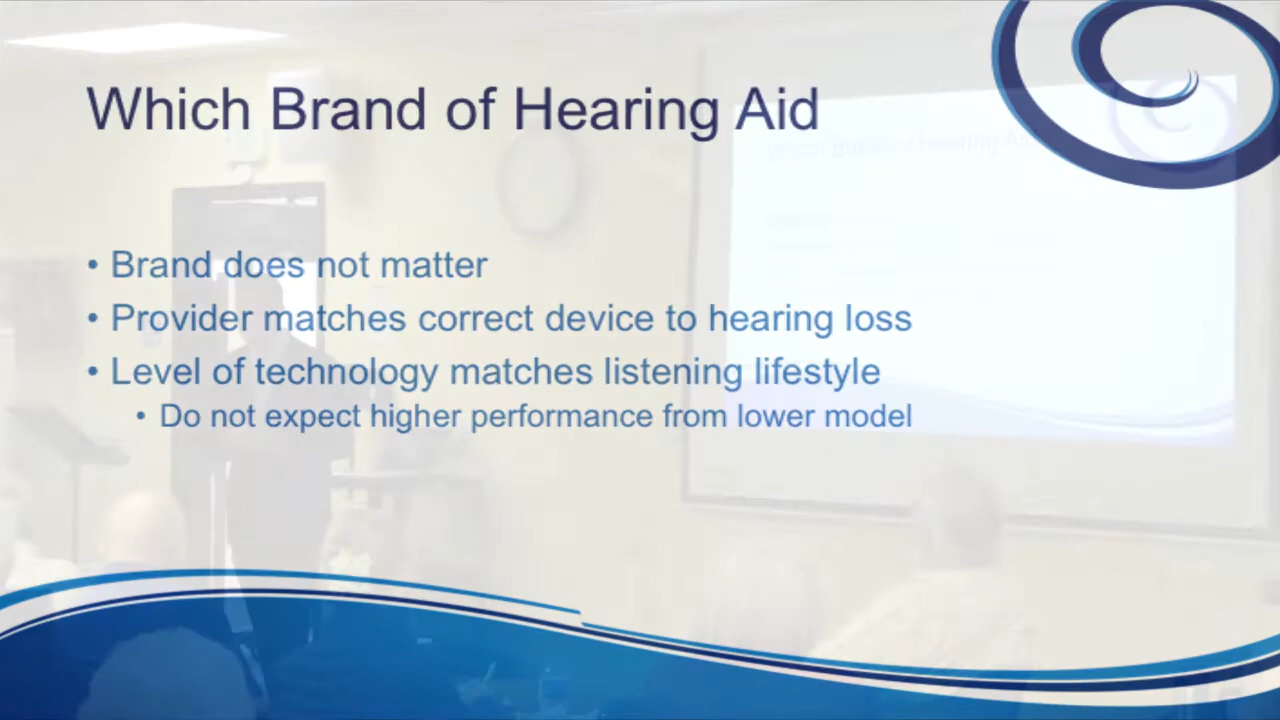 Which Brand of Hearing Aid
• Brand does not matter
• Provider matches correct device to hearing loss
• Level of technology matches listening lifestyle
• Do not expect higher performance from lower model